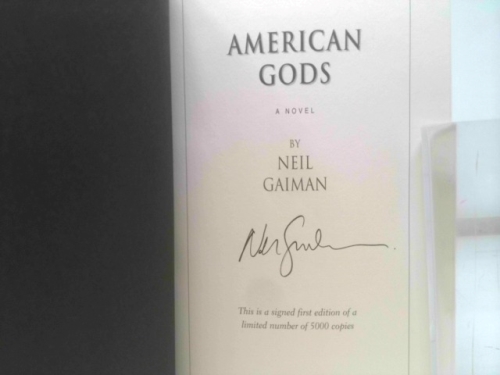 AMERICAN
GODS
A NOVEL
BY
NEIL
GAIMAN
This is a signed first edition of a
limited number of 5000 copies